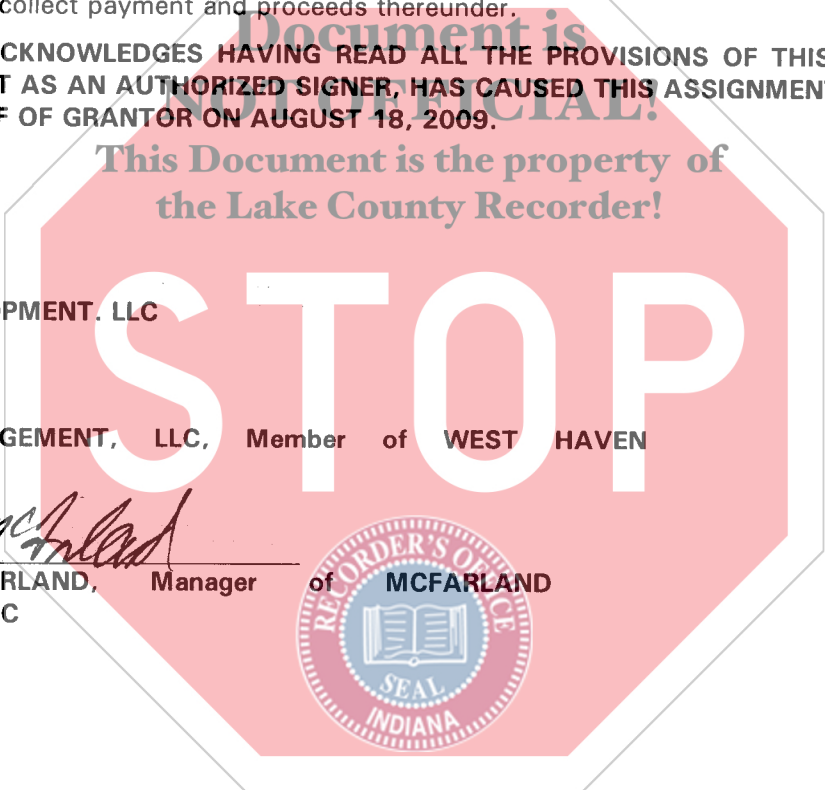 collect payment and proceeds thereunder.
Document is
CKNOWLEDGES HAVING READ ALL THE PROVISIONS OF THIS
T AS AN AUTHORIZED SIGNER, HAS CAUSED THIS ASSIGNMENT
NOT OFFICIAL!
F OF GRANTOR ON AUGUST 18, 2009.
This Document is the property of
the Lake County Recorder!
STOP
PMENT. LLC
GEMENT, LLC, Member of WEST HAVEN
RLAND, Manager of MCFARLAND
C
RECORDER'S OFFICE
SEAL
INDIANA